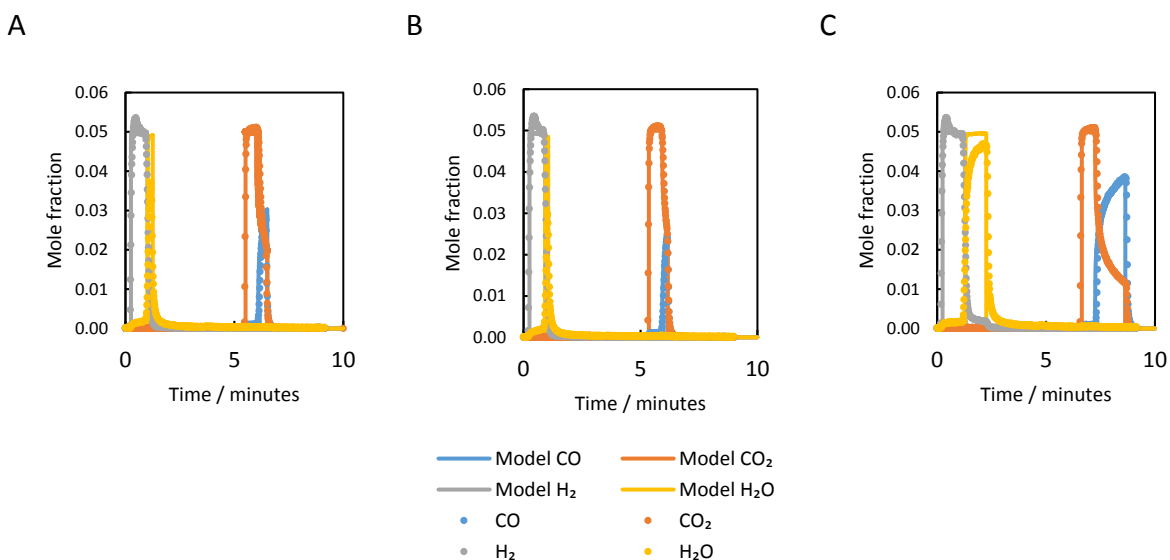 A
B
C
0.06
0.05
0.04
0.03
0.02
0.01
0.00
Mole fraction
0
5
10
Time / minutes
0.06
0.05
0.04
0.03
0.02
0.01
0.00
Mole fraction
0
5
10
Time / minutes
0.06
0.05
0.04
0.03
0.02
0.01
0.00
Mole fraction
0
5
10
Time / minutes
Model CO
Model CO₂
Model H₂
Model H₂O
CO
CO₂
H₂
H₂O